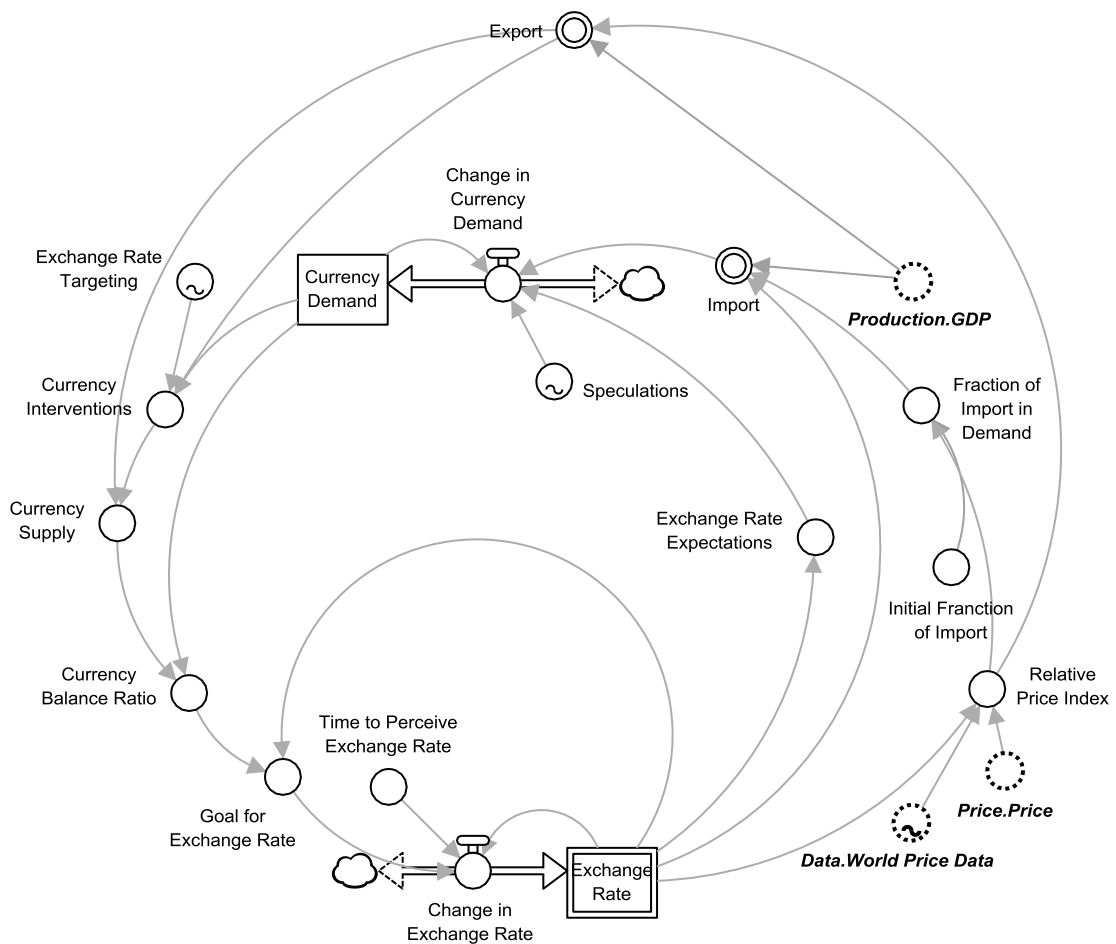 Export
Change in
Currency
Demand
Exchange Rate
Targeting
Currency
Demand
Import
Production.GDP
Currency
Interventions
Speculations
Fraction of
Import in
Demand
Currency
Supply
Exchange Rate
Expectations
Initial Franction
of Import
Currency
Balance Ratio
Relative
Price Index
Time to Perceive
Exchange Rate
Goal for
Exchange Rate
Price.Price
Data.World Price Data
Exchange
Rate
Change in
Exchange Rate